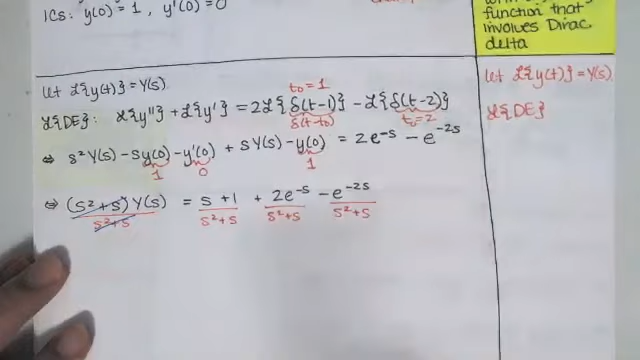 ICs: y(0) = 1, y'(0) = 0
function that
involves Dirac
delta
Let ℒ{y(t)} = Y(s).
t₀ = 1
ℒ{DE}: ℒ{y''} + ℒ{y'} = 2ℒ{δ(t-1)} - ℒ{δ(t-2)}
δ(t-t₀) t₀ = 2
⇔ s²Y(s) - sy(0) - y'(0) + sY(s) - y(0) = 2e^{-s} - e^{-2s}
1 0 1
⇔ (s²+s)Y(s) = s+1 + 2e^{-s} - e^{-2s}
s²+s s²+s s²+s s²+s
Let ℒ{y(t)} = Y(s)
ℒ{DE}